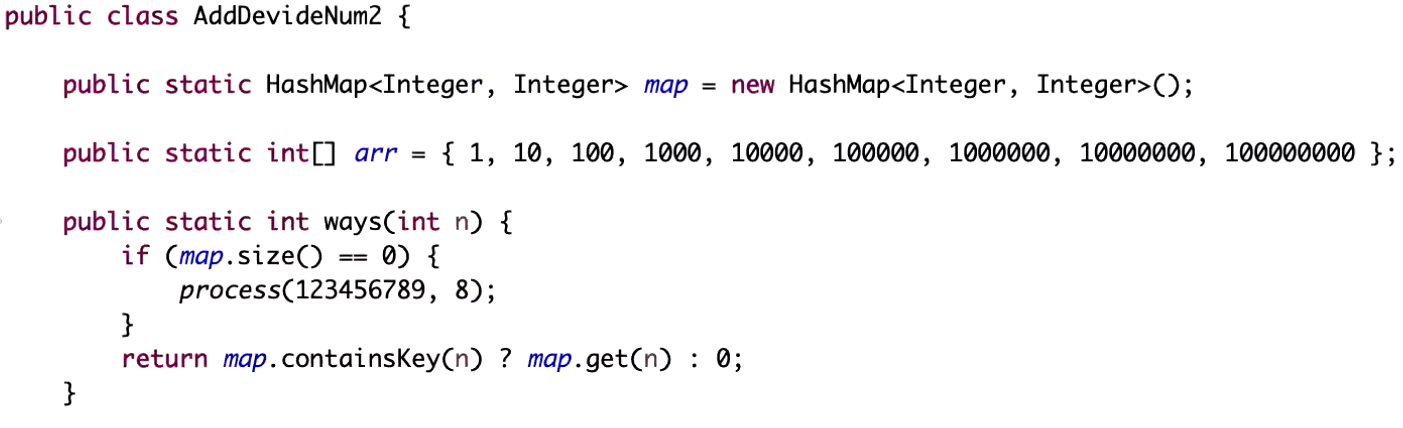 public class AddDevideNum2 {
public static HashMap<Integer, Integer> map = new HashMap<Integer, Integer>();
public static int[] arr = { 1, 10, 100, 1000, 10000, 100000, 1000000, 10000000, 100000000 };
public static int ways(int n) {
if (map.size() == 0) {
process(123456789, 8);
}
return map.containsKey(n) ? map.get(n) : 0;
}